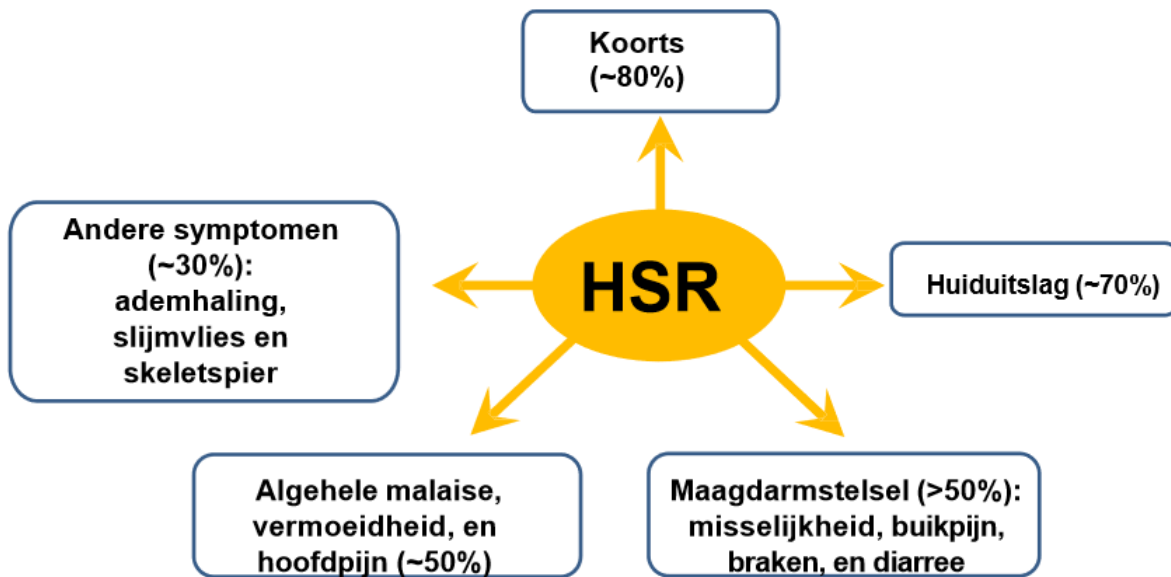 Koorts
(~80%)
Andere symptomen
(~30%):
ademhaling,
slijmvlies en
skeletspier
HSR
Huiduitslag (~70%)
Algehele malaise,
vermoeidheid, en
hoofdpijn (~50%)
Maagdarmstelsel (>50%):
misselijkheid, buikpijn,
braken, en diarree